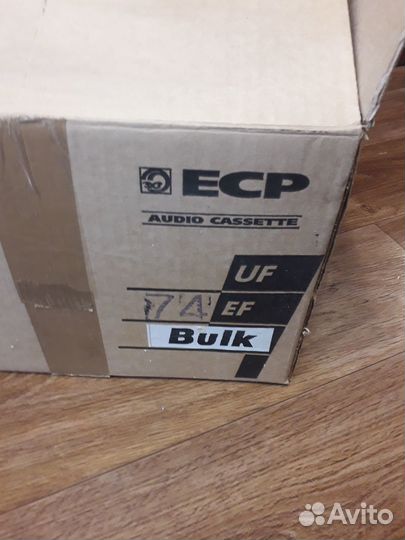 ECP
AUDIO CASSETTE
UF
74 EF
Bulk
Avito